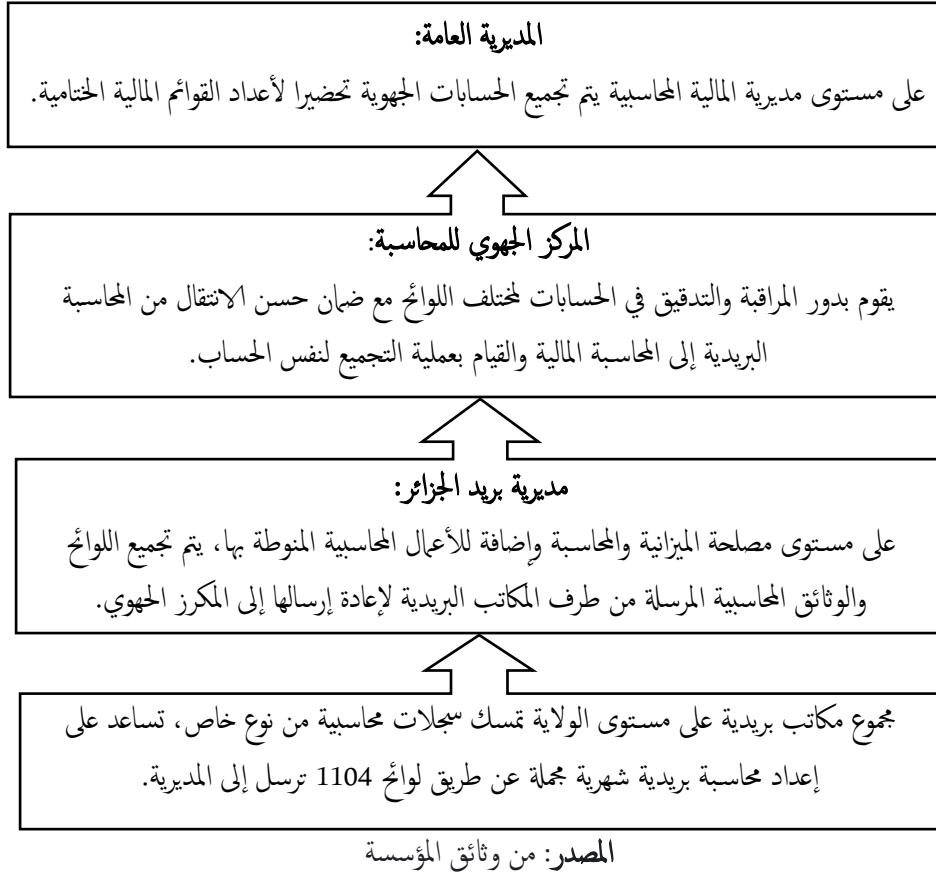 المديرية العامة:
على مستوى مديرية المالية المحاسبية يتم تجميع الحسابات الجهوية تحضيرا لأعداد القوائم المالية الختامية.
المركز الجهوي للمحاسبة:
يقوم بدور المراقبة والتدقيق في الحسابات لمختلف اللوائح مع ضمان حسن الانتقال من المحاسبة
البريدية إلى المحاسبة المالية والقيام بعملية التجميع لنفس الحساب.
مديرية بريد الجزائر:
على مستوى مصلحة الميزانية والمحاسبة وإضافة للأعمال المحاسبية المنوطة بها، يتم تجميع اللوائح
والوثائق المحاسبية المرسلة من طرف المكاتب البريدية لإعادة إرسالها إلى المكرز الحهوي.
مجموع مكاتب بريدية على مستوى الولاية تمسك سجلات محاسبية من نوع خاص، تساعد على
إعداد محاسبة بريدية شهرية مجملة عن طريق لوائح 1104 ترسل إلى المديرية.
المصدر: من وثائق المؤسسة